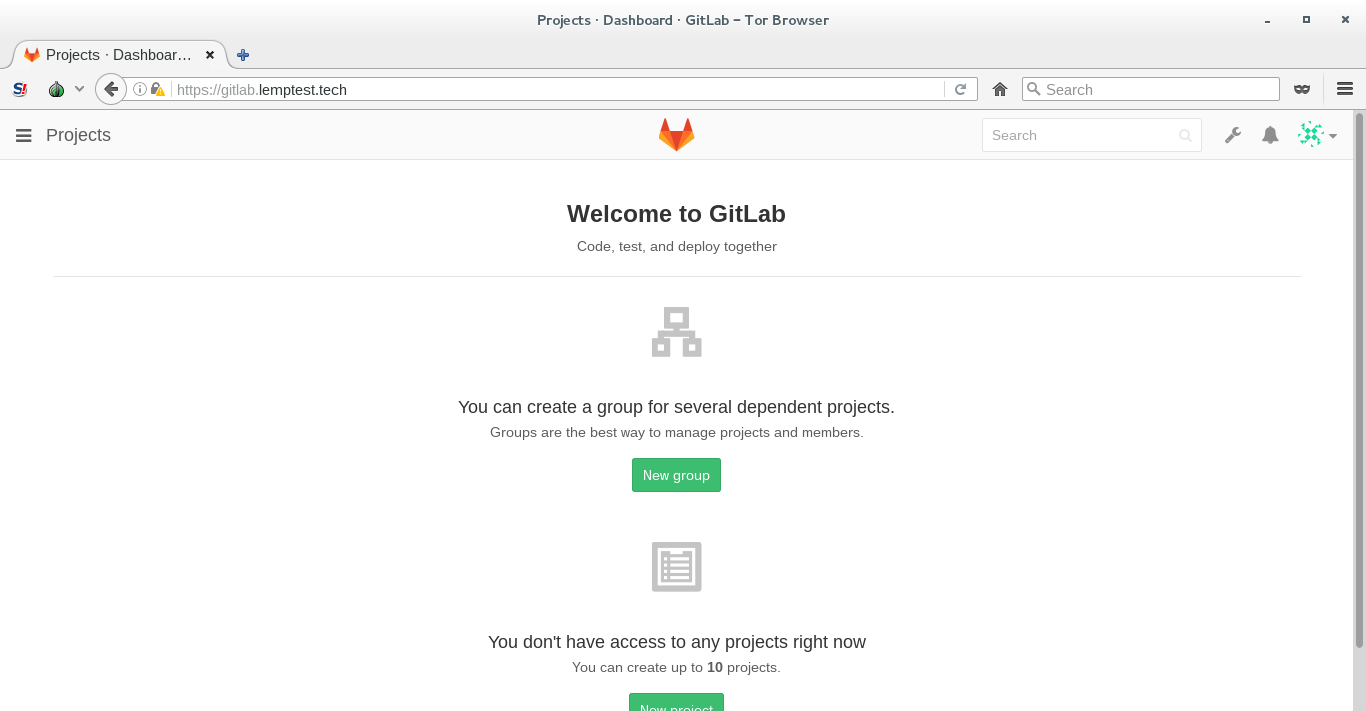 Projects · Dashboard · GitLab – Tor Browser
Projects · Dashboar…
https://gitlab.lemptest.tech
Search
Projects
Search
Welcome to GitLab
Code, test, and deploy together
You can create a group for several dependent projects.
Groups are the best way to manage projects and members.
New group
You don't have access to any projects right now
You can create up to 10 projects.
New project